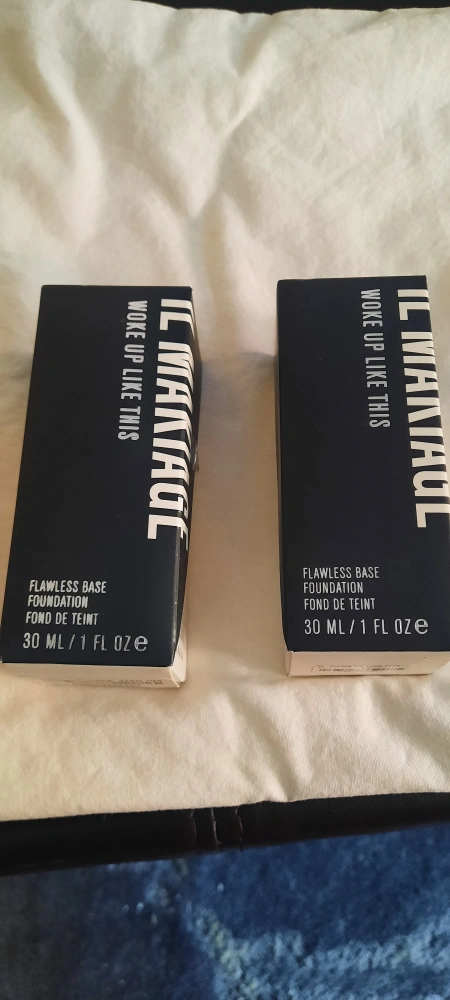 IL MAKIAGE
WOKE UP LIKE THIS
FLAWLESS BASE
FOUNDATION
FOND DE TEINT
30 ML / 1 FL OZ e
IL MAKIAGE
WOKE UP LIKE THIS
FLAWLESS BASE
FOUNDATION
FOND DE TEINT
30 ML / 1 FL OZ e